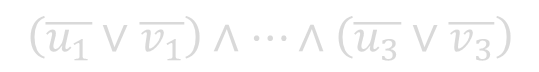 (u̅₁ ∨ v̅₁) ∧ ⋯ ∧ (u̅₃ ∨ v̅₃)